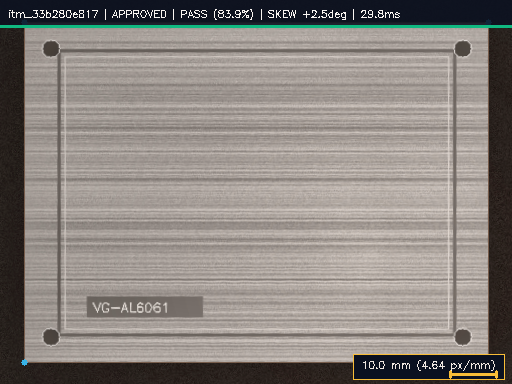 itm_33b280e817 | APPROVED | PASS (83.9%) | SKEW +2.5deg | 29.8ms
VG-AL6061
10.0 mm (4.64 px/mm)